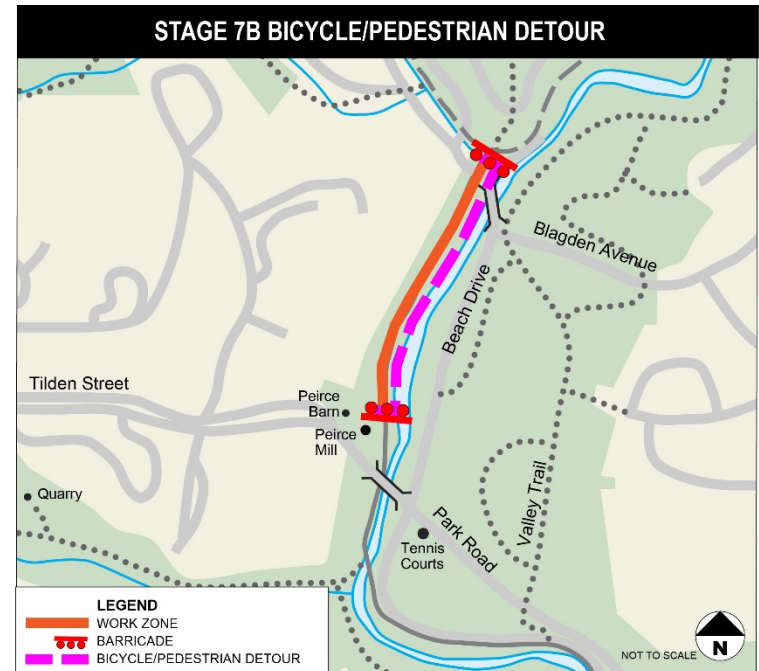 STAGE 7B BICYCLE/PEDESTRIAN DETOUR
Blagden Avenue
Beach Drive
Tilden Street
Peirce
Barn
Peirce
Mill
Quarry
Valley Trail
Park Road
Tennis
Courts
LEGEND
WORK ZONE
BARRICADE
BICYCLE/PEDESTRIAN DETOUR
NOT TO SCALE
N